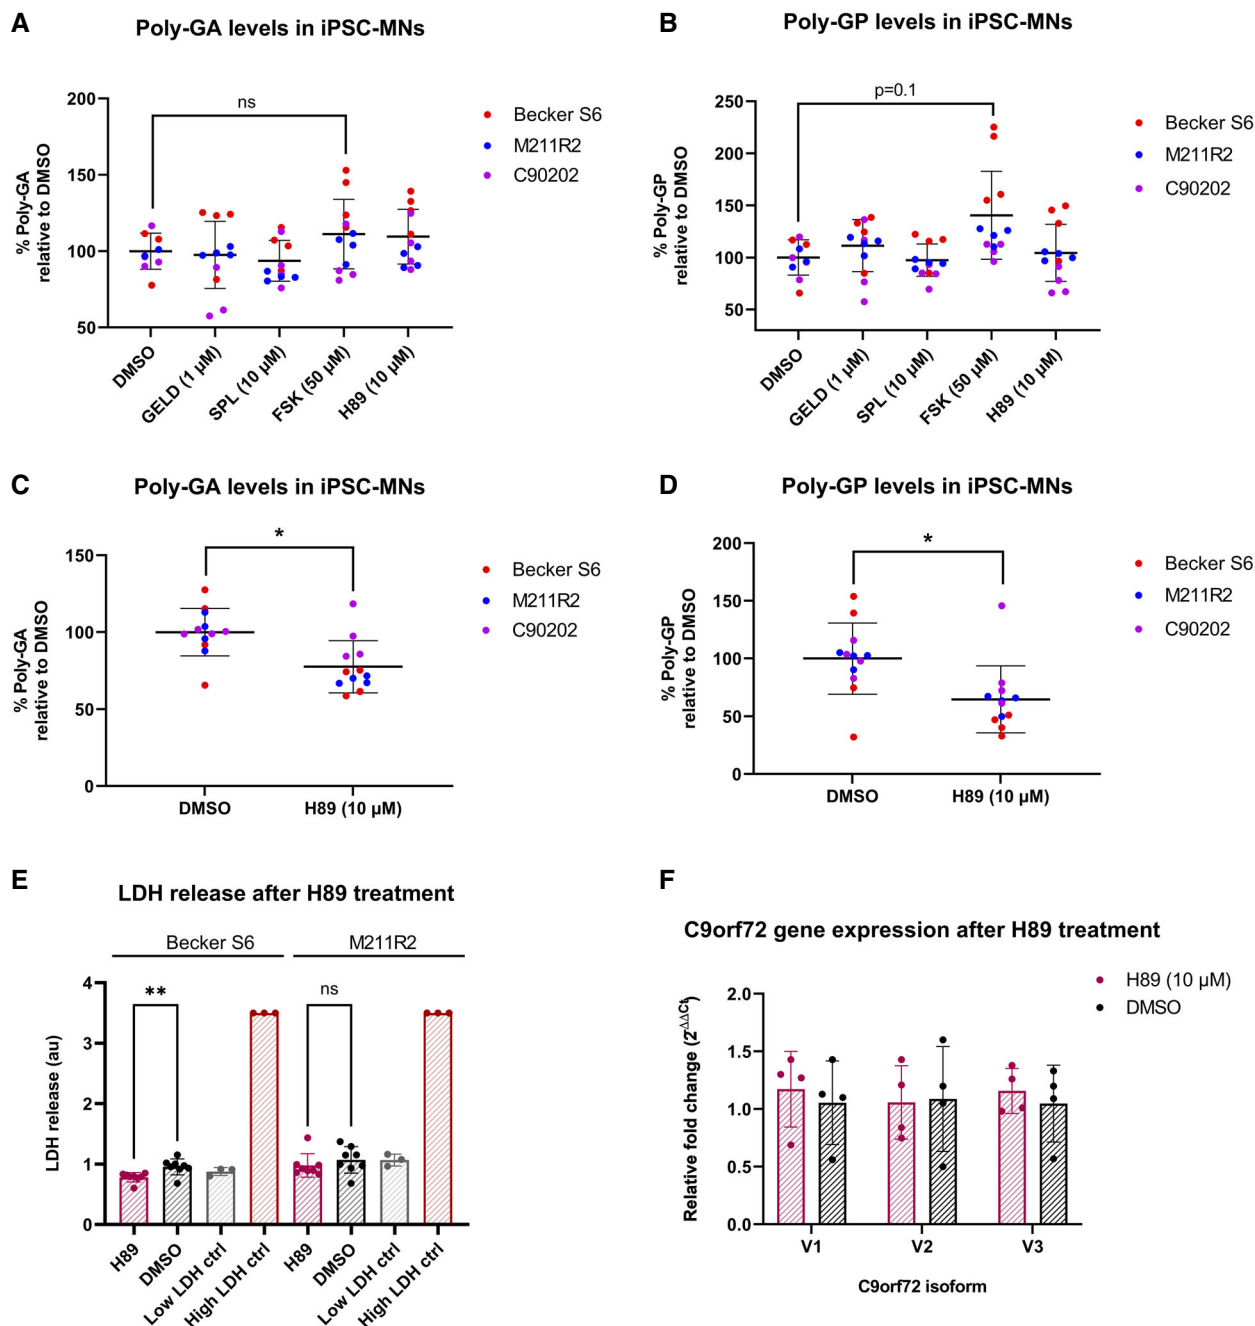 A
Poly-GA levels in iPSC-MNs
% Poly-GA
relative to DMSO
200
150
100
50
ns
DMSO
GELD (1 µM)
SPL (10 µM)
FSK (50 µM)
H89 (10 µM)
Becker S6
M211R2
C90202
B
Poly-GP levels in iPSC-MNs
% Poly-GP
relative to DMSO
250
200
150
100
50
p=0.1
DMSO
GELD (1 µM)
SPL (10 µM)
FSK (50 µM)
H89 (10 µM)
Becker S6
M211R2
C90202
C
Poly-GA levels in iPSC-MNs
% Poly-GA
relative to DMSO
150
100
50
0
*
DMSO
H89 (10 µM)
Becker S6
M211R2
C90202
D
Poly-GP levels in iPSC-MNs
% Poly-GP
relative to DMSO
200
150
100
50
0
*
DMSO
H89 (10 µM)
Becker S6
M211R2
C90202
E
LDH release after H89 treatment
Becker S6
M211R2
LDH release (au)
4
3
2
1
0
**
ns
H89
DMSO
Low LDH ctrl
High LDH ctrl
H89
DMSO
Low LDH ctrl
High LDH ctrl
F
C9orf72 gene expression after H89 treatment
Relative fold change (2^-ΔΔCt)
2.0
1.5
1.0
0.5
0.0
V1
V2
V3
C9orf72 isoform
H89 (10 µM)
DMSO